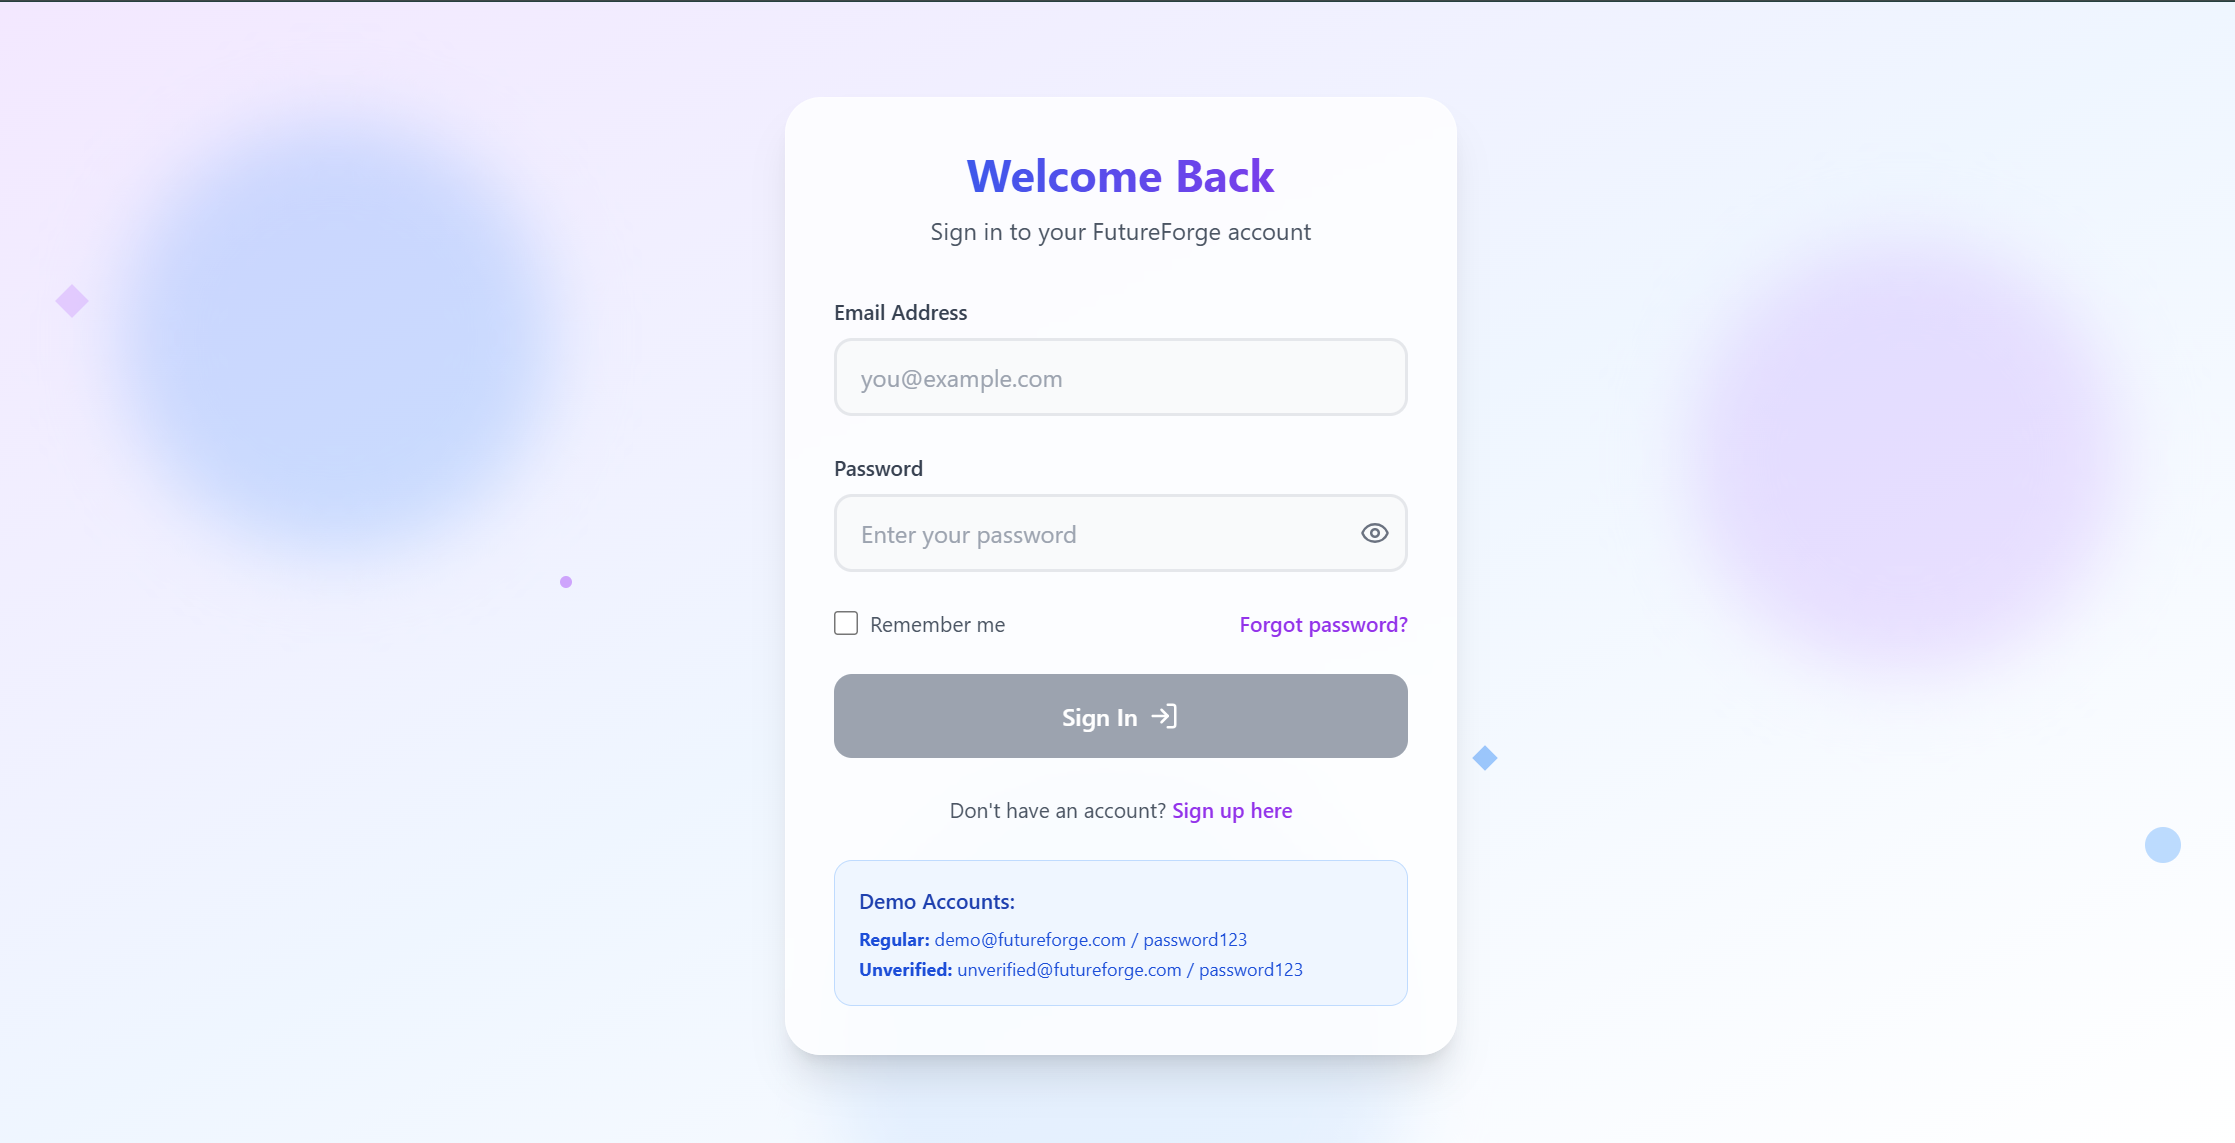 Welcome Back
Sign in to your FutureForge account
Email Address
you@example.com
Password
Enter your password
Remember me
Forgot password?
Sign In
Don't have an account? Sign up here
Demo Accounts:
Regular: demo@futureforge.com / password123
Unverified: unverified@futureforge.com / password123